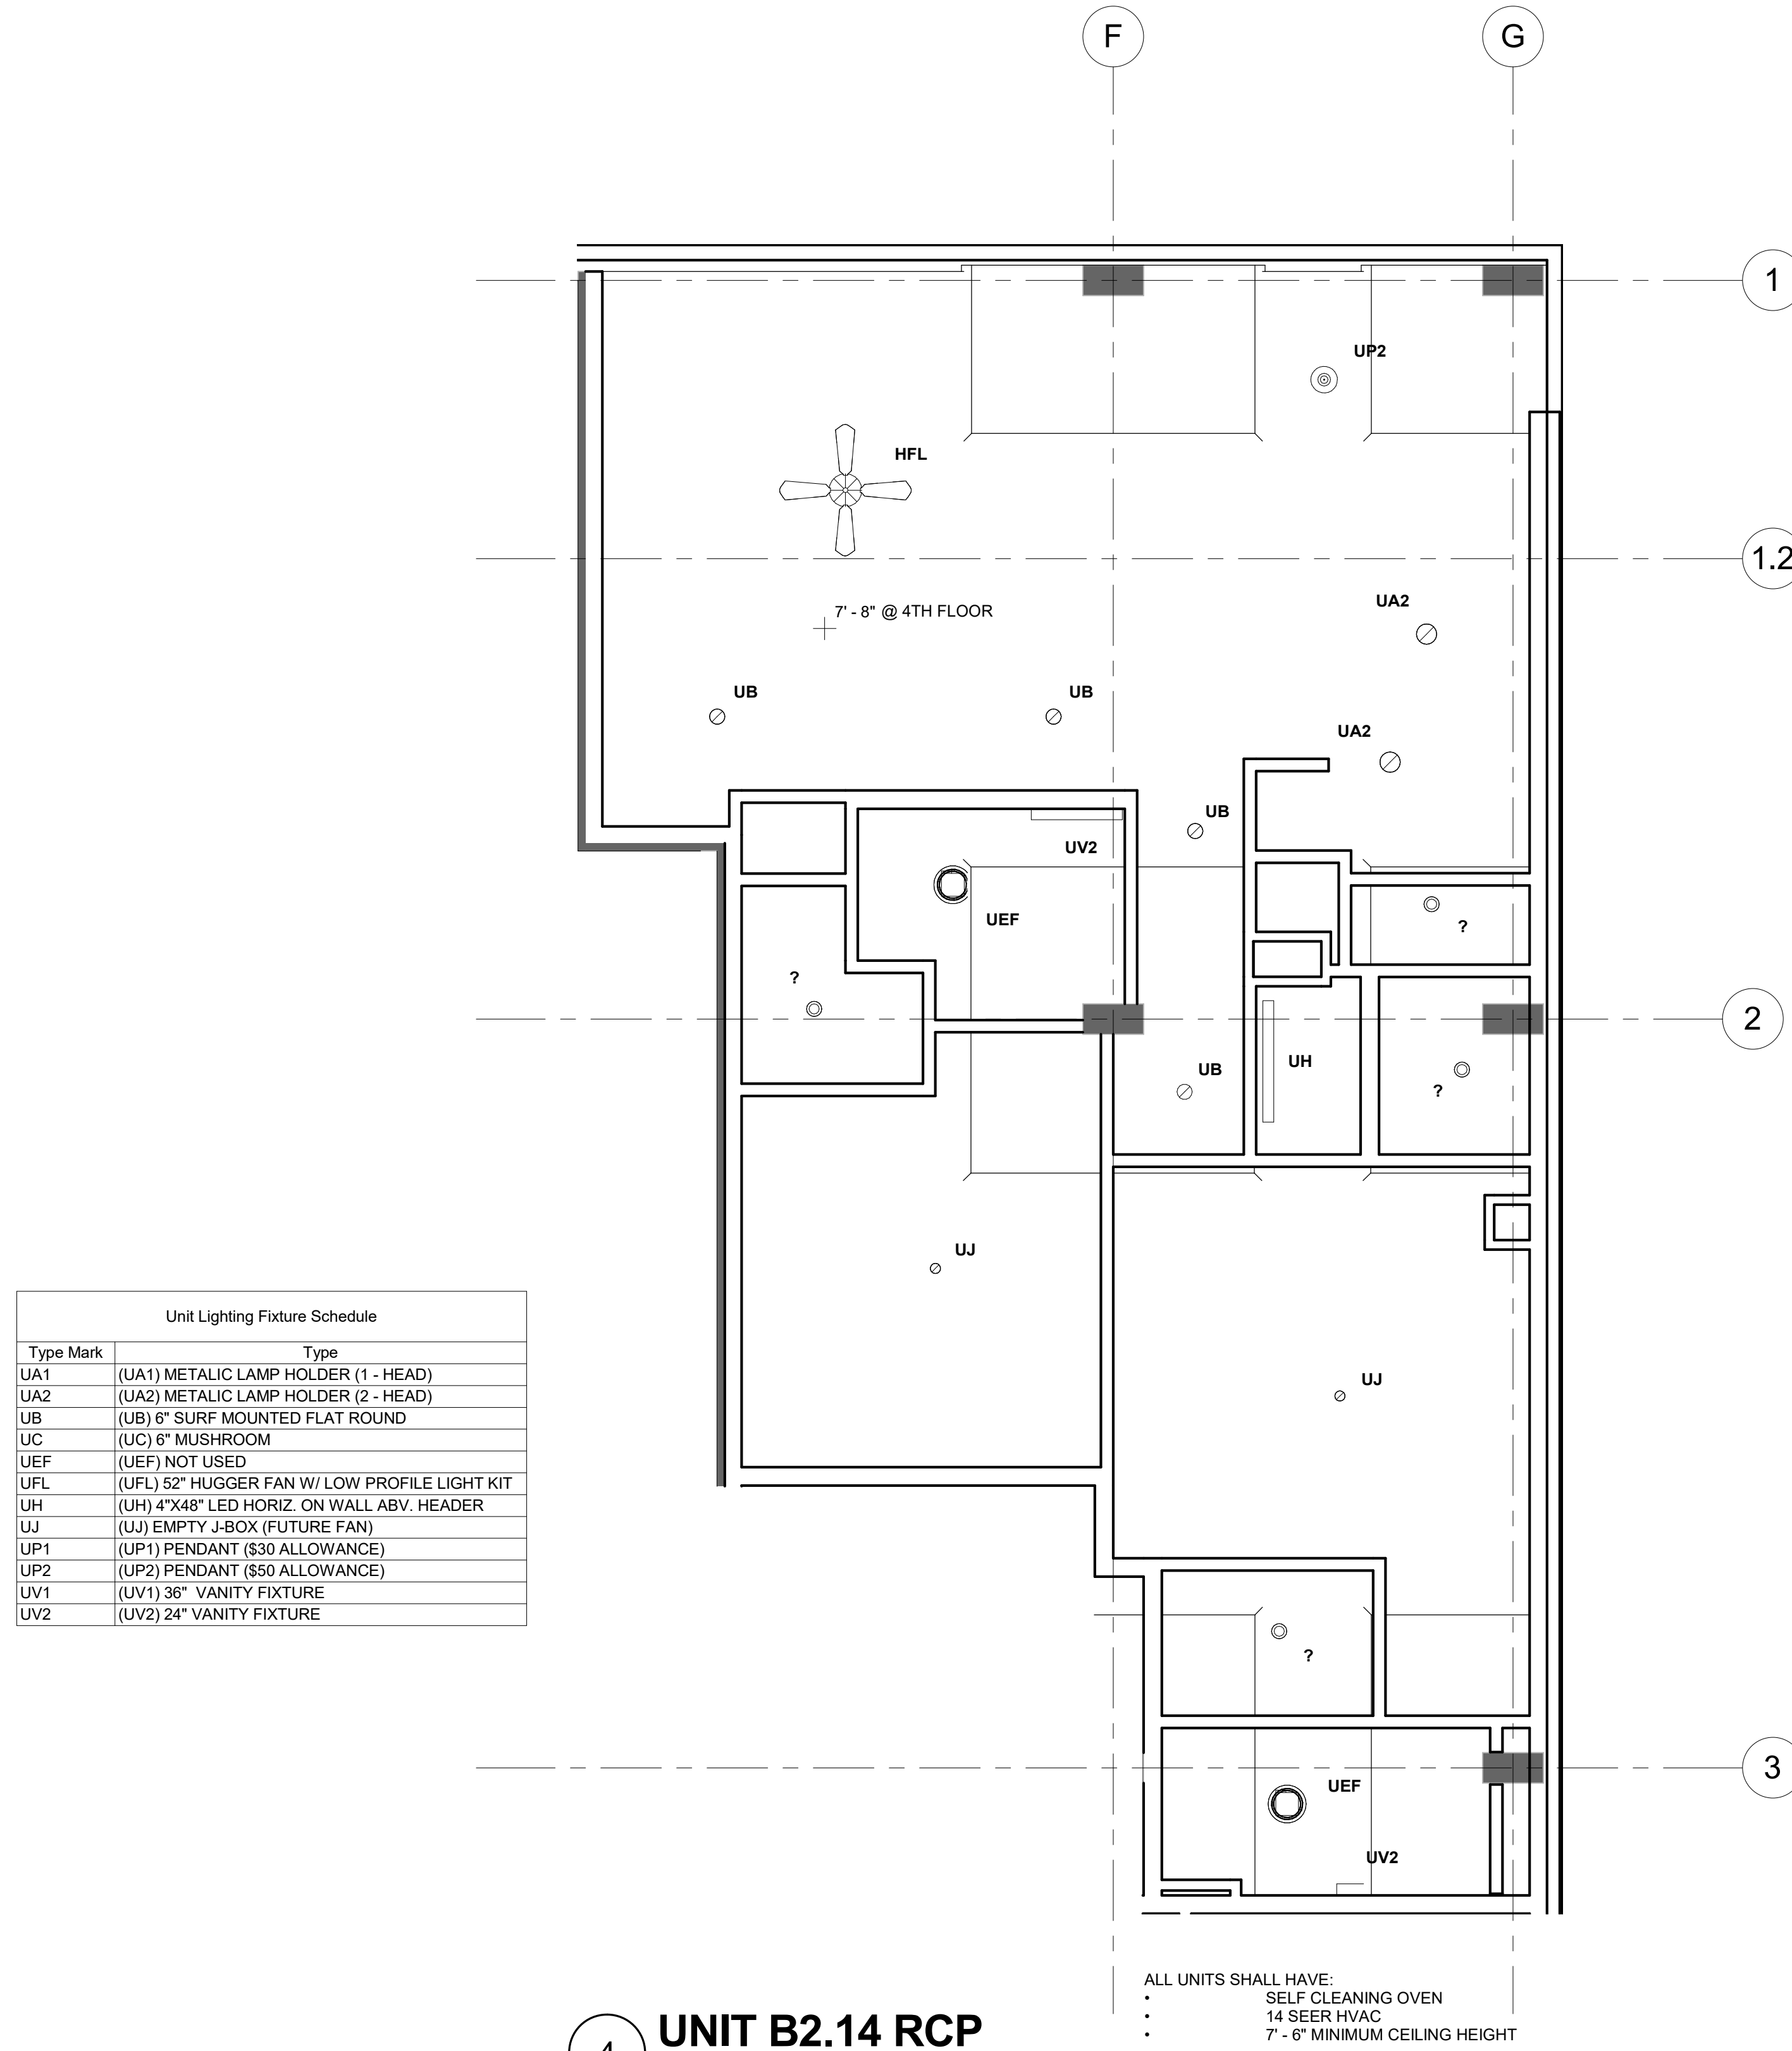 F
G
1
UP2
HFL
1.2
7' - 8" @ 4TH FLOOR
UA2
UB
UB
UA2
UB
UV2
UEF
?
?
2
UB
UH
?
UJ
UJ
Unit Lighting Fixture Schedule
Type Mark Type
UA1 (UA1) METALIC LAMP HOLDER (1 - HEAD)
UA2 (UA2) METALIC LAMP HOLDER (2 - HEAD)
UB (UB) 6" SURF MOUNTED FLAT ROUND
UC (UC) 6" MUSHROOM
UEF (UEF) NOT USED
UFL (UFL) 52" HUGGER FAN W/ LOW PROFILE LIGHT KIT
UH (UH) 4"X48" LED HORIZ. ON WALL ABV. HEADER
UJ (UJ) EMPTY J-BOX (FUTURE FAN)
UP1 (UP1) PENDANT ($30 ALLOWANCE)
UP2 (UP2) PENDANT ($50 ALLOWANCE)
UV1 (UV1) 36" VANITY FIXTURE
UV2 (UV2) 24" VANITY FIXTURE
?
3
UEF
UV2
ALL UNITS SHALL HAVE:
• SELF CLEANING OVEN
• 14 SEER HVAC
• 7' - 6" MINIMUM CEILING HEIGHT
4 UNIT B2.14 RCP